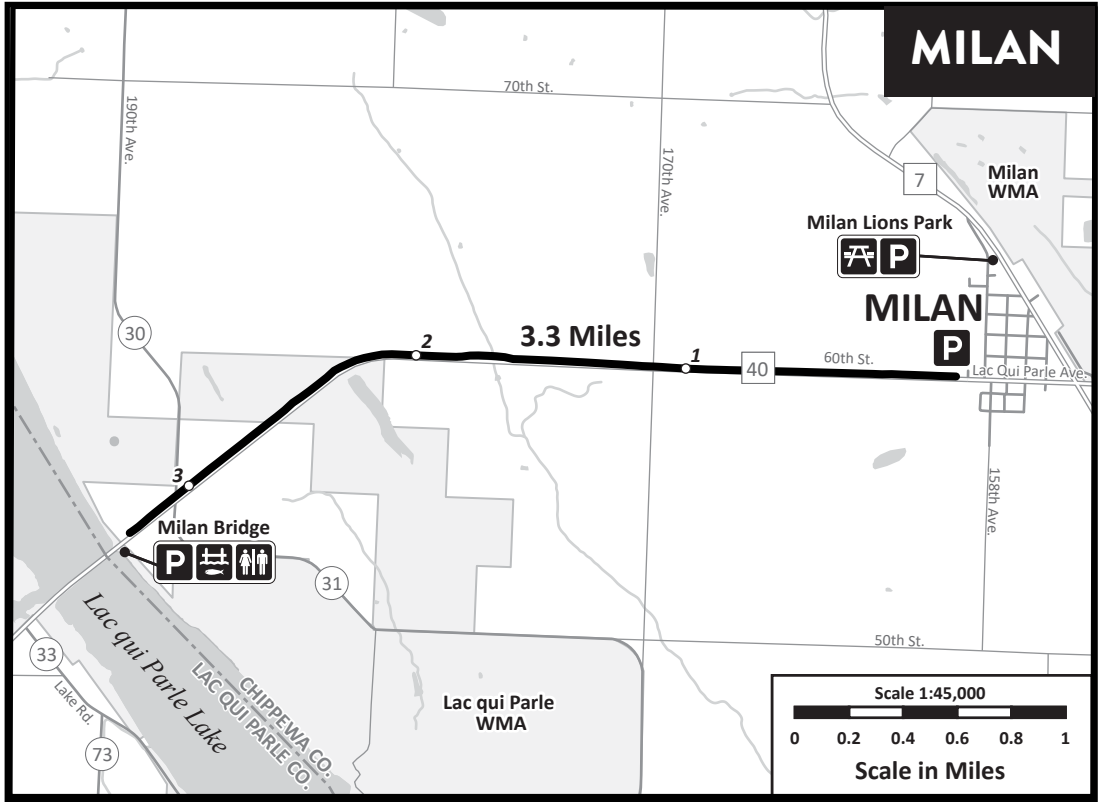 MILAN
70th St.
190th Ave.
170th Ave.
7
Milan
WMA
Milan Lions Park
P
MILAN
P
30
2
3.3 Miles
1
40
60th St.
Lac Qui Parle Ave.
3
Milan Bridge
P
158th Ave.
31
Lac qui Parle Lake
33
Lake Rd.
73
CHIPPEWA CO.
LAC QUI PARLE CO.
Lac qui Parle
WMA
50th St.
Scale 1:45,000
0 0.2 0.4 0.6 0.8 1
Scale in Miles